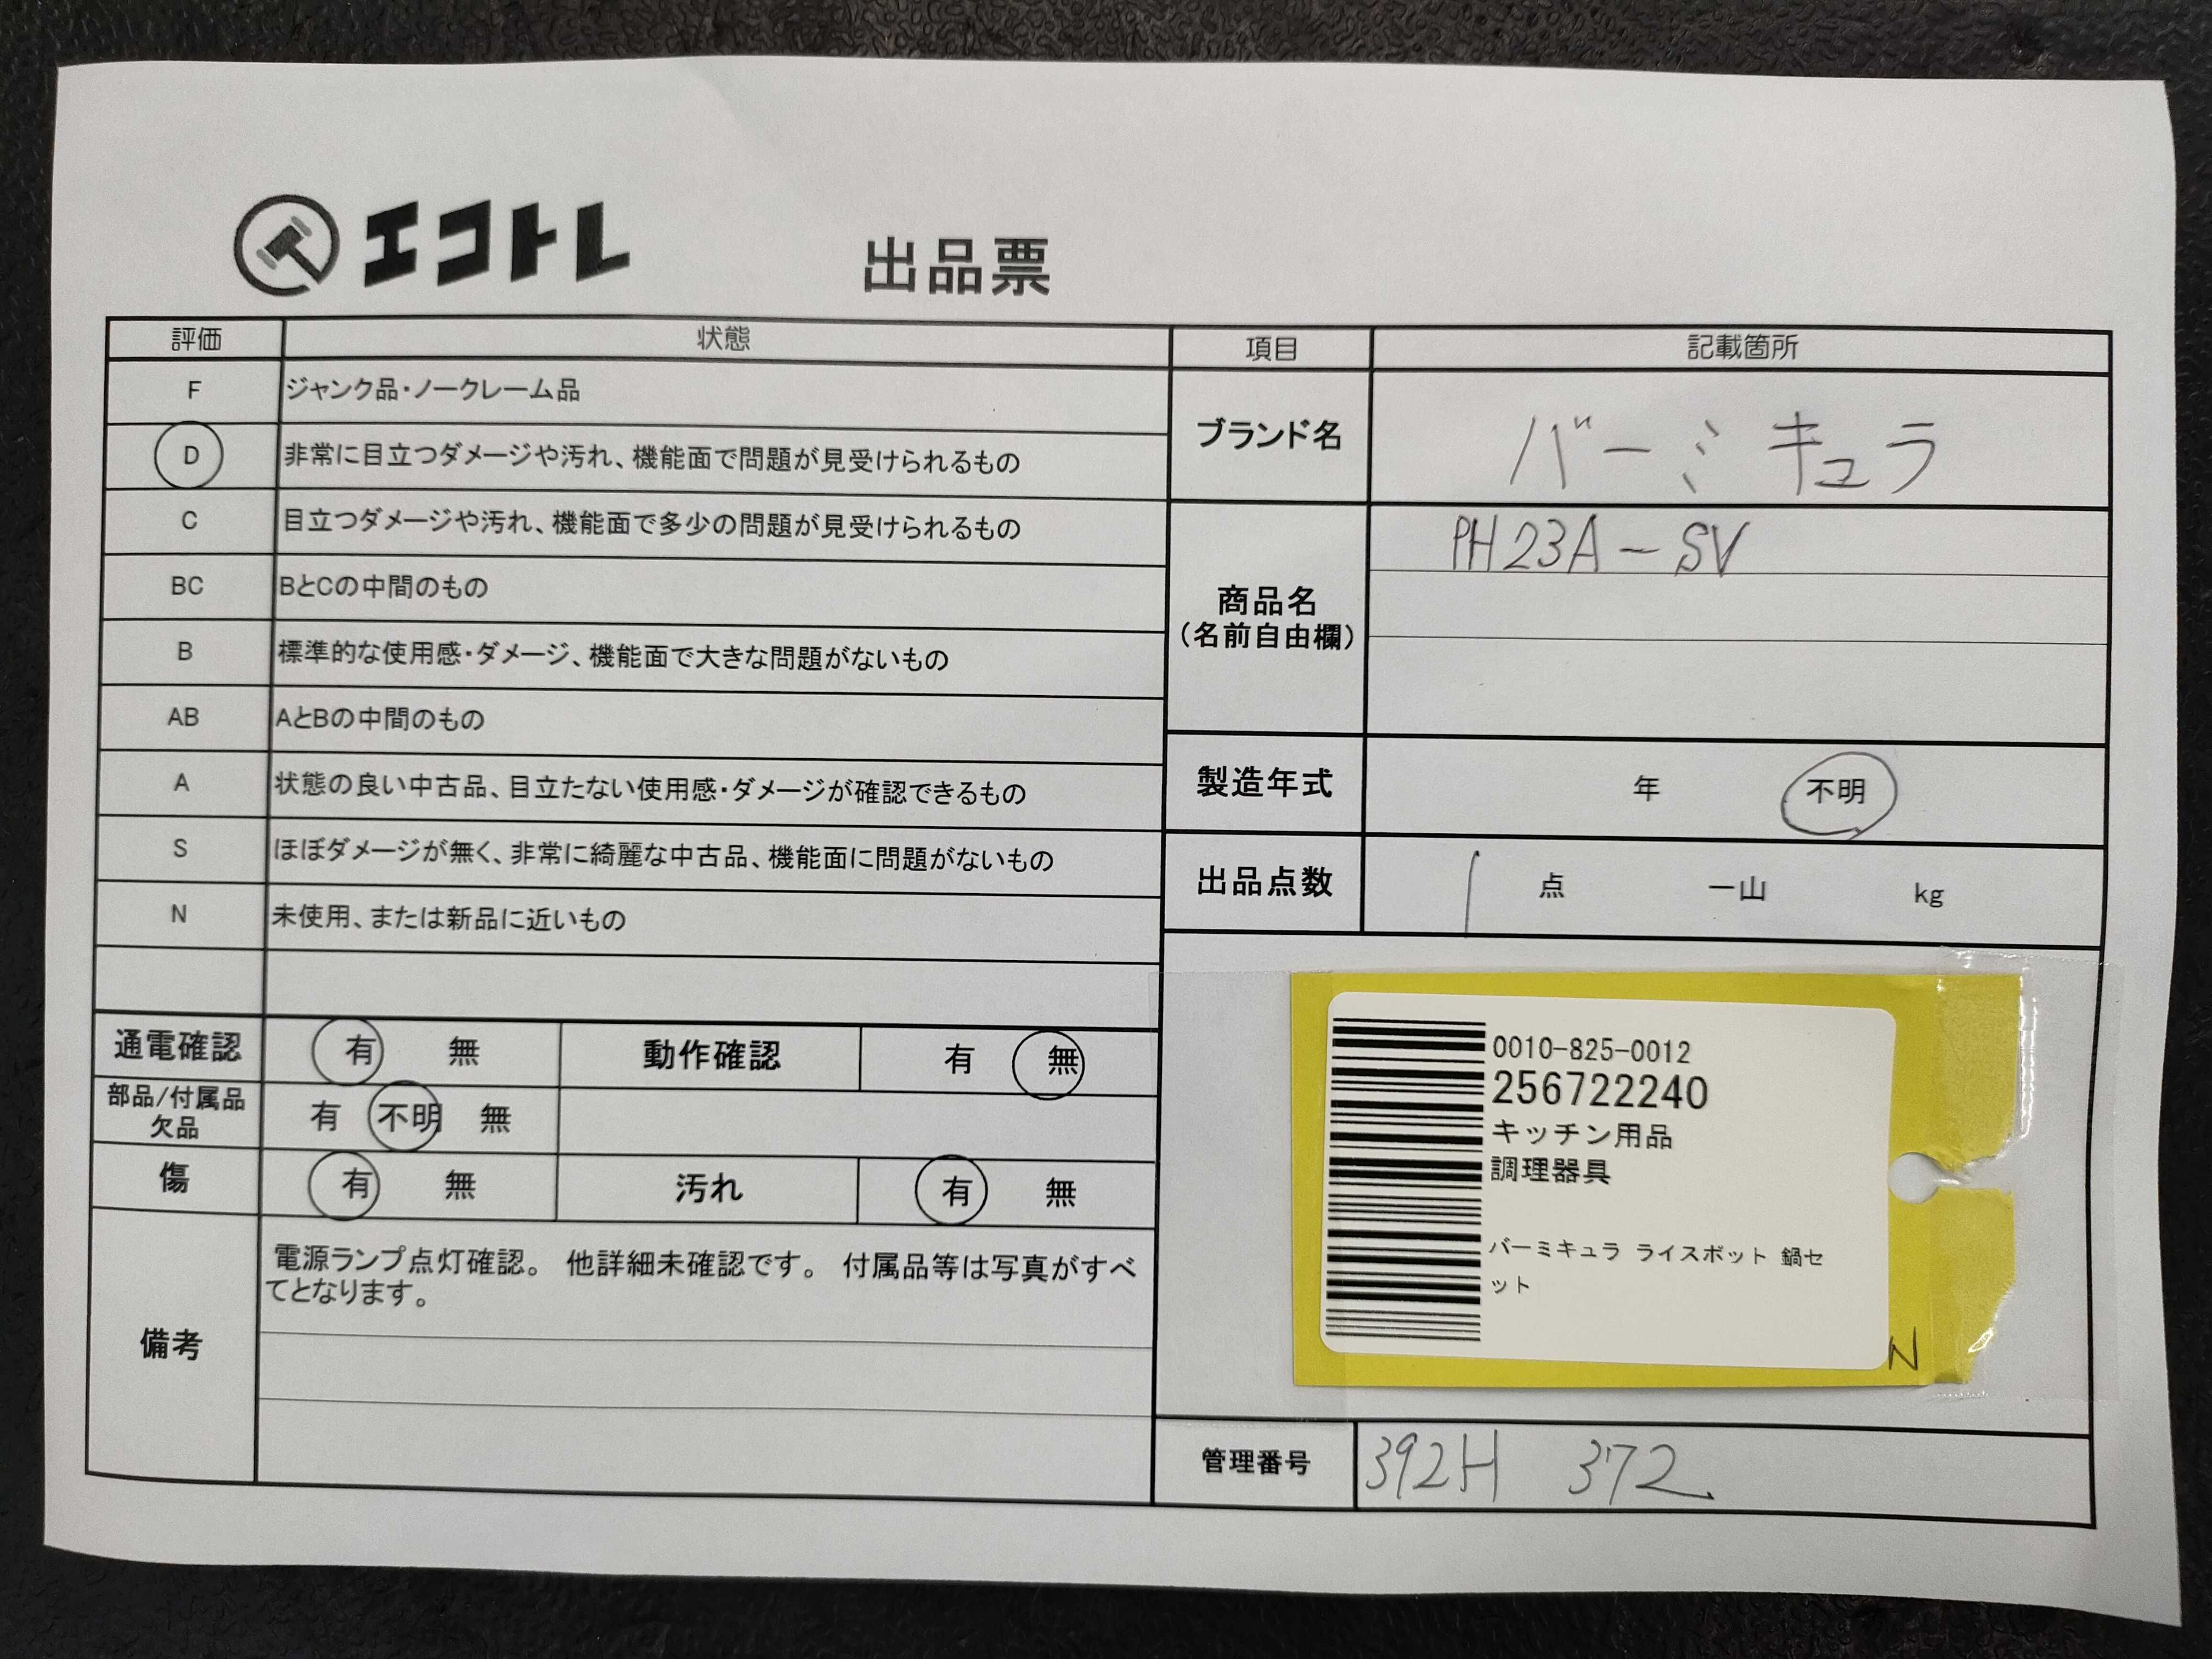 エコトレ
出品票
評価 状態
F ジャンク品・ノークレーム品
D 非常に目立つダメージや汚れ、機能面で問題が見受けられるもの
C 目立つダメージや汚れ、機能面で多少の問題が見受けられるもの
BC BとCの中間のもの
B 標準的な使用感・ダメージ、機能面で大きな問題がないもの
AB AとBの中間のもの
A 状態の良い中古品、目立たない使用感・ダメージが確認できるもの
S ほぼダメージが無く、非常に綺麗な中古品、機能面に問題がないもの
N 未使用、または新品に近いもの
通電確認 有 無 動作確認 有 無
部品/付属品
欠品
有 不明 無
傷 有 無 汚れ 有 無
備考
電源ランプ点灯確認。 他詳細未確認です。 付属品等は写真がすべ
てとなります。
項目 記載箇所
ブランド名 バーミキュラ
商品名
(名前自由欄)
PH23A-SV
製造年式 年 不明
出品点数 1 点 一山 kg
0010-825-0012
256722240
キッチン用品
調理器具
バーミキュラ ライスポット 鍋セ
ット
N
管理番号 392H 372